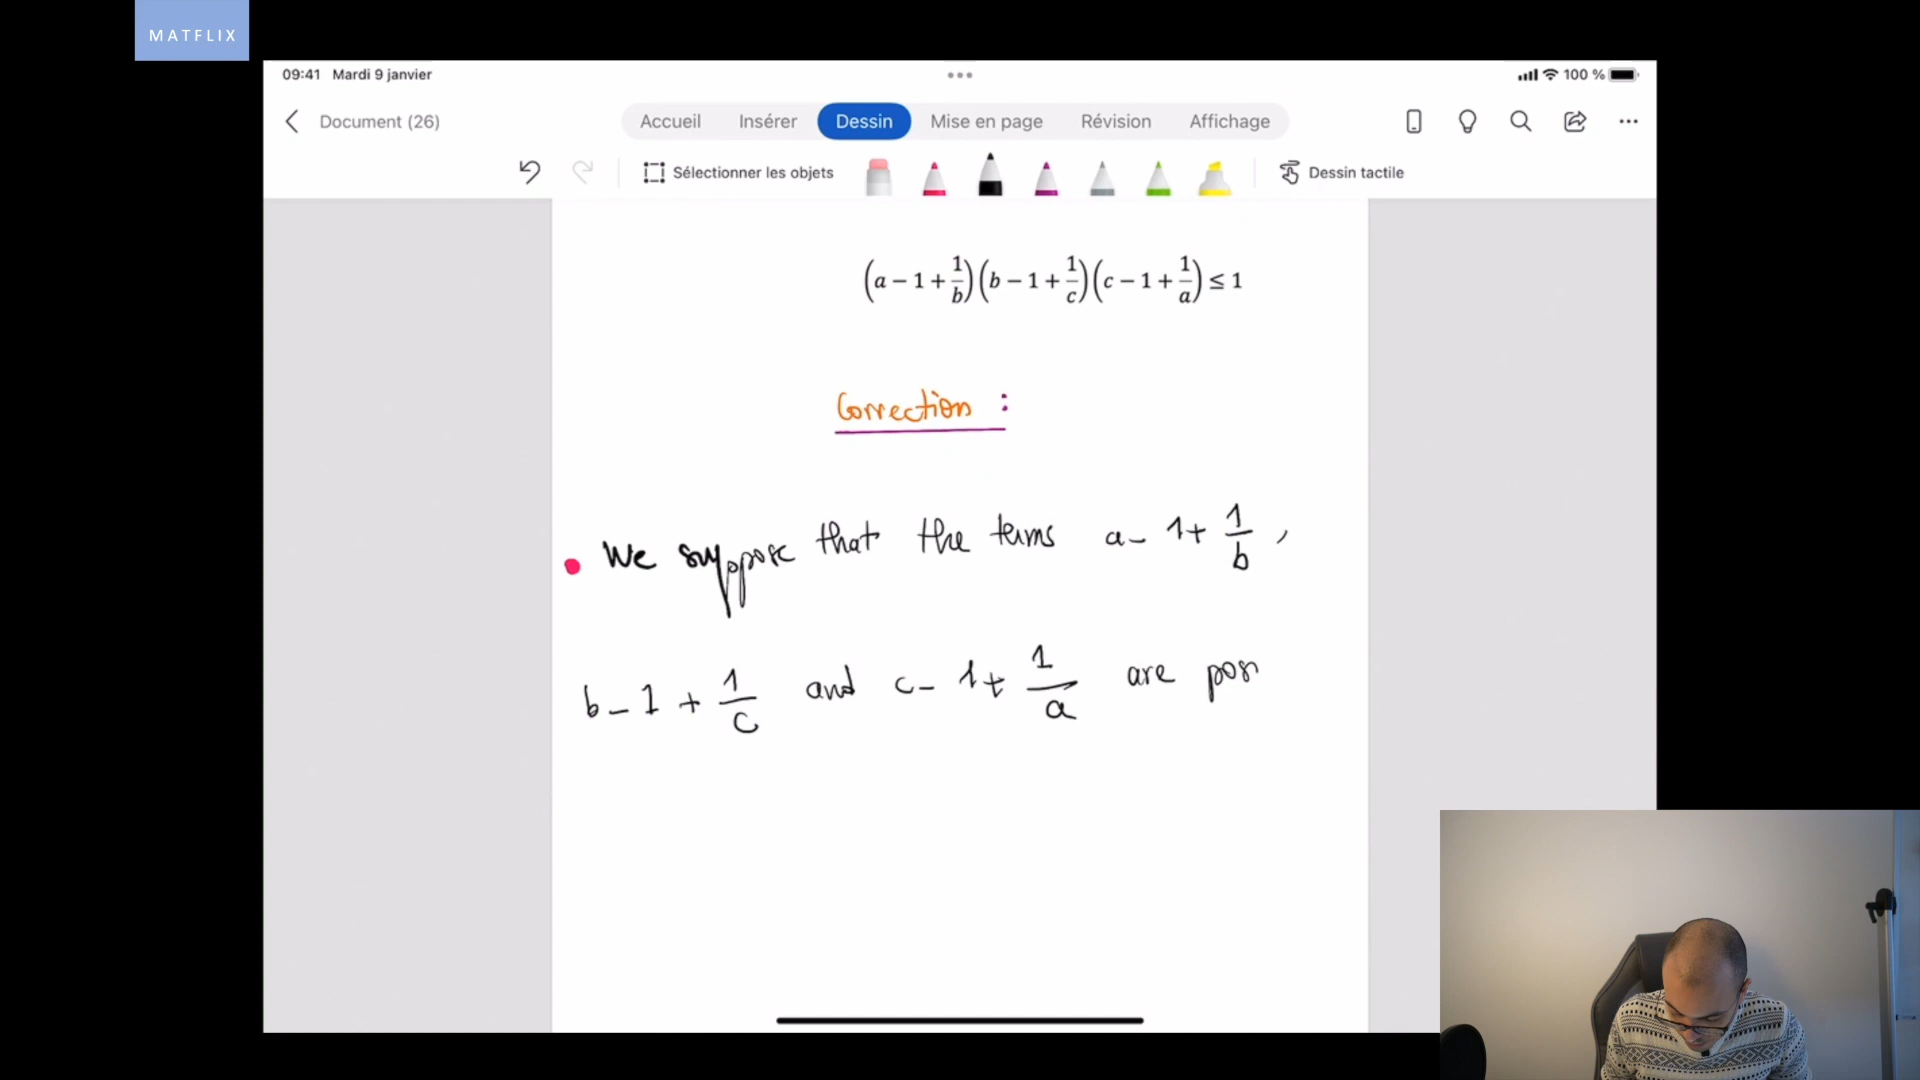 MATFLIX
09:41 Mardi 9 janvier
100 %
Document (26)
Accueil Insérer Dessin Mise en page Révision Affichage
Sélectionner les objets
Dessin tactile
(a − 1 + 1/b)(b − 1 + 1/c)(c − 1 + 1/a) ≤ 1
Correction :
• We suppose that the terms a - 1 + 1/b ,
b - 1 + 1/c and c - 1 + 1/a are posi